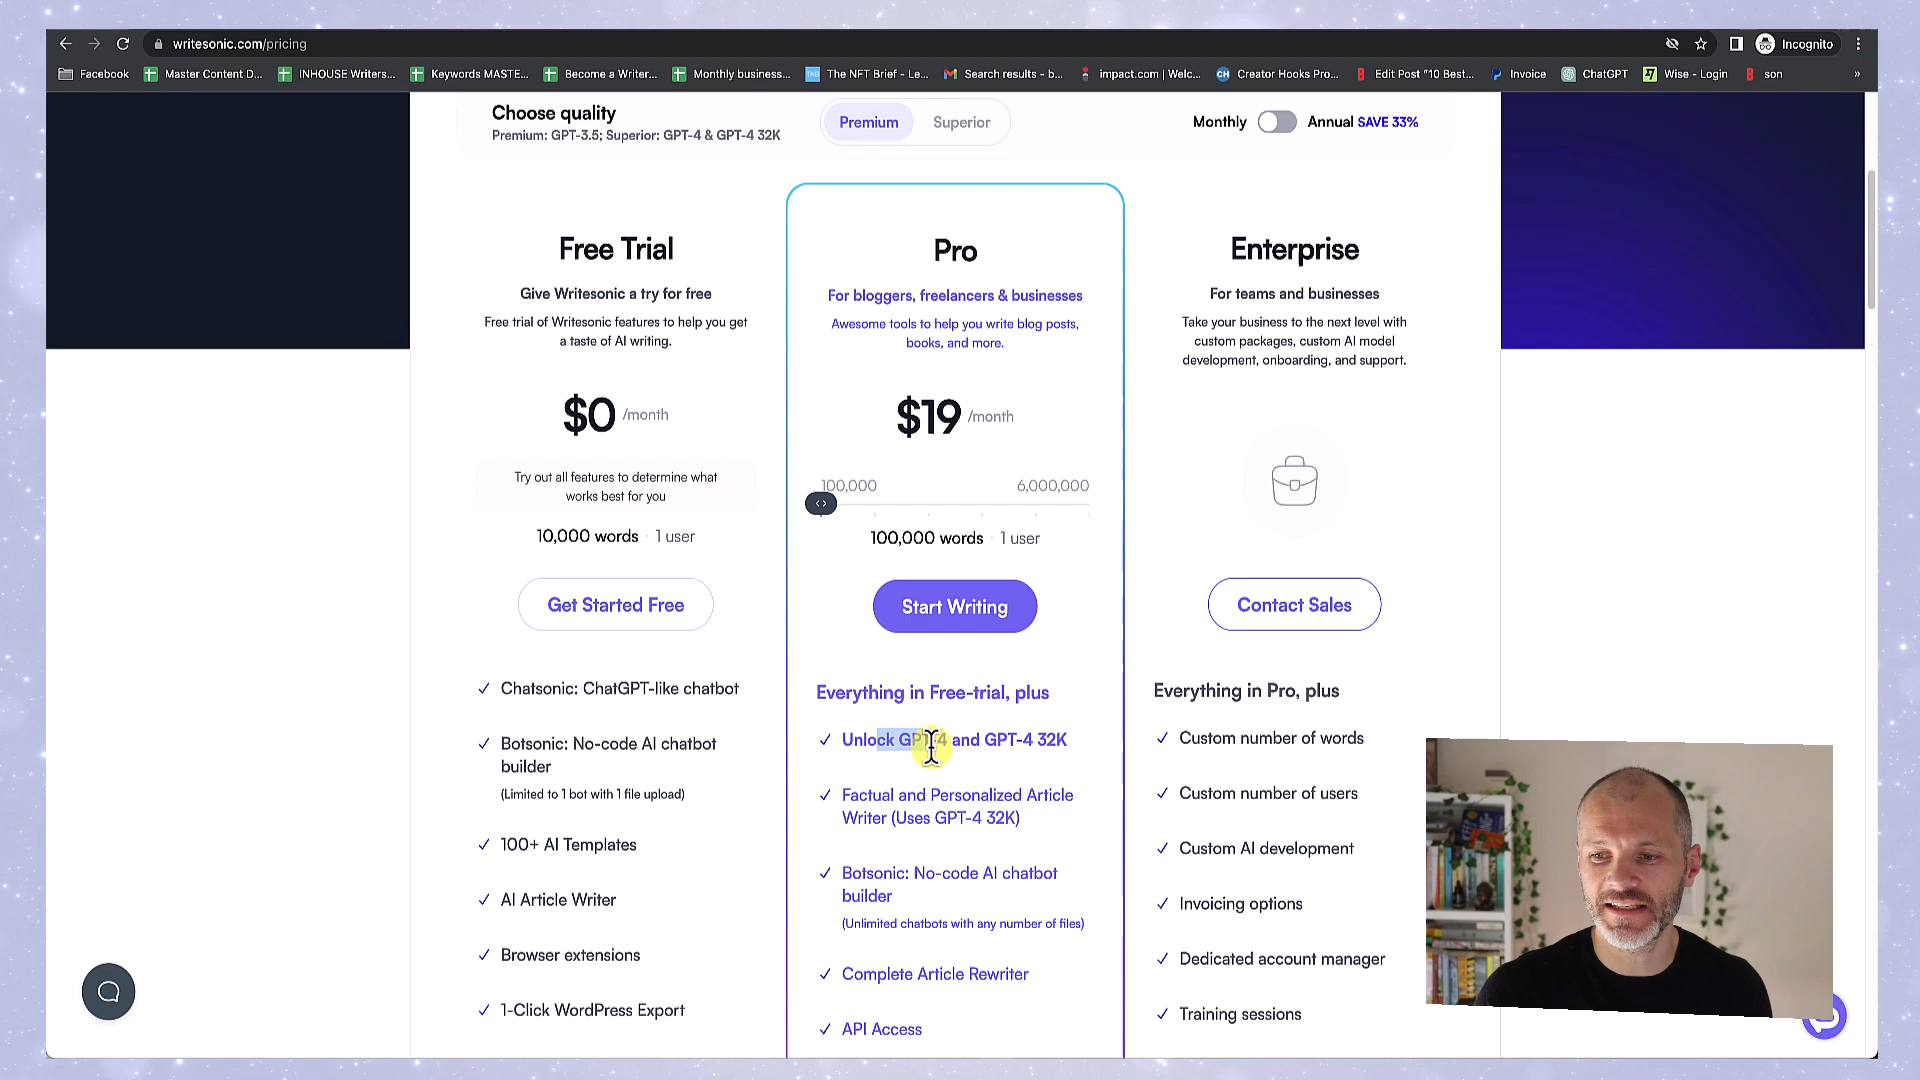 writesonic.com/pricing
Incognito
Facebook
Master Content D...
INHOUSE Writers...
Keywords MASTE...
Become a Writer...
Monthly business...
The NFT Brief - Le...
Search results - b...
impact.com | Welc...
CH
Creator Hooks Pro...
Edit Post "10 Best...
Invoice
ChatGPT
Wise - Login
son
»
Choose quality
Premium: GPT-3.5; Superior: GPT-4 & GPT-4 32K
Premium
Superior
Monthly
Annual SAVE 33%
Free Trial
Give Writesonic a try for free
Free trial of Writesonic features to help you get
a taste of AI writing.
$0 /month
Try out all features to determine what
works best for you
10,000 words · 1 user
Get Started Free
✓ Chatsonic: ChatGPT-like chatbot
✓ Botsonic: No-code AI chatbot
builder
(Limited to 1 bot with 1 file upload)
✓ 100+ AI Templates
✓ AI Article Writer
✓ Browser extensions
✓ 1-Click WordPress Export
Pro
For bloggers, freelancers & businesses
Awesome tools to help you write blog posts,
books, and more.
$19 /month
100,000
6,000,000
100,000 words · 1 user
Start Writing
Everything in Free-trial, plus
✓ Unlock GPT-4 and GPT-4 32K
✓ Factual and Personalized Article
Writer (Uses GPT-4 32K)
✓ Botsonic: No-code AI chatbot
builder
(Unlimited chatbots with any number of files)
✓ Complete Article Rewriter
✓ API Access
Enterprise
For teams and businesses
Take your business to the next level with
custom packages, custom AI model
development, onboarding, and support.
Contact Sales
Everything in Pro, plus
✓ Custom number of words
✓ Custom number of users
✓ Custom AI development
✓ Invoicing options
✓ Dedicated account manager
✓ Training sessions